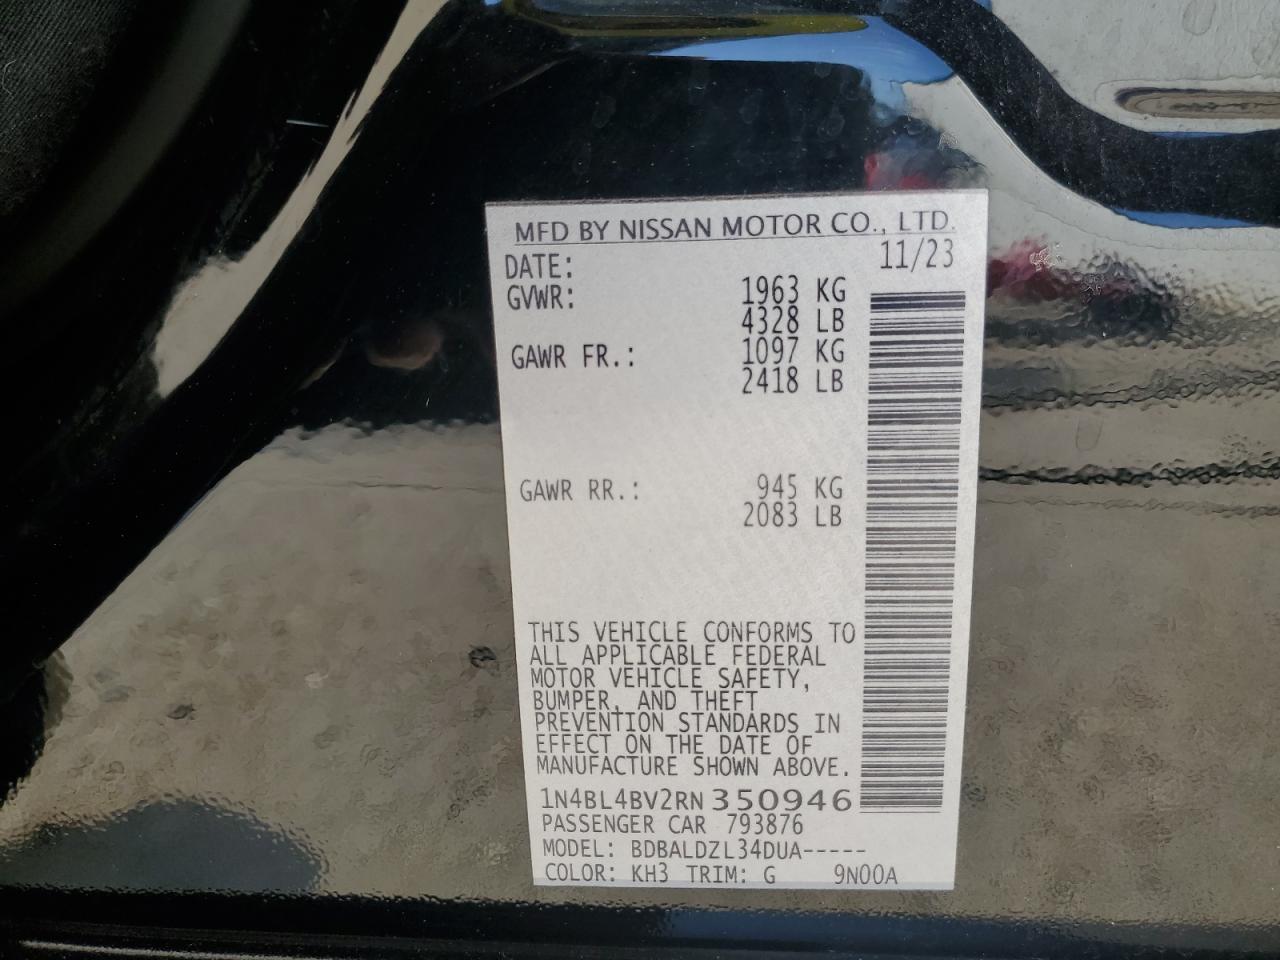 MFD BY NISSAN MOTOR CO., LTD.
DATE: 11/23
GVWR: 1963 KG
4328 LB
GAWR FR.: 1097 KG
2418 LB
GAWR RR.: 945 KG
2083 LB
THIS VEHICLE CONFORMS TO
ALL APPLICABLE FEDERAL
MOTOR VEHICLE SAFETY,
BUMPER, AND THEFT
PREVENTION STANDARDS IN
EFFECT ON THE DATE OF
MANUFACTURE SHOWN ABOVE.
1N4BL4BV2RN350946
PASSENGER CAR 793876
MODEL: BDBALDZL34DUA-----
COLOR: KH3 TRIM: G 9N00A